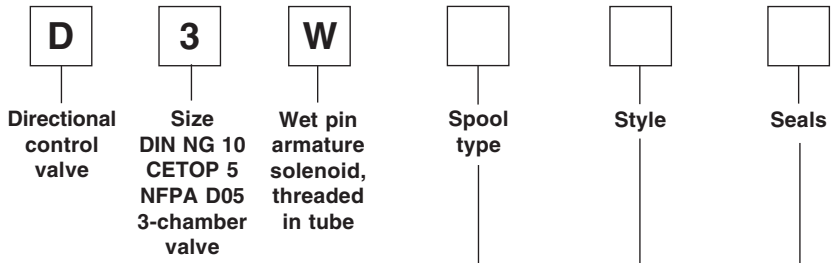 D 3 W
Directional
control
valve
Size
DIN NG 10
CETOP 5
NFPA D05
3-chamber
valve
Wet pin
armature
solenoid,
threaded
in tube
Spool
type
Style
Seals